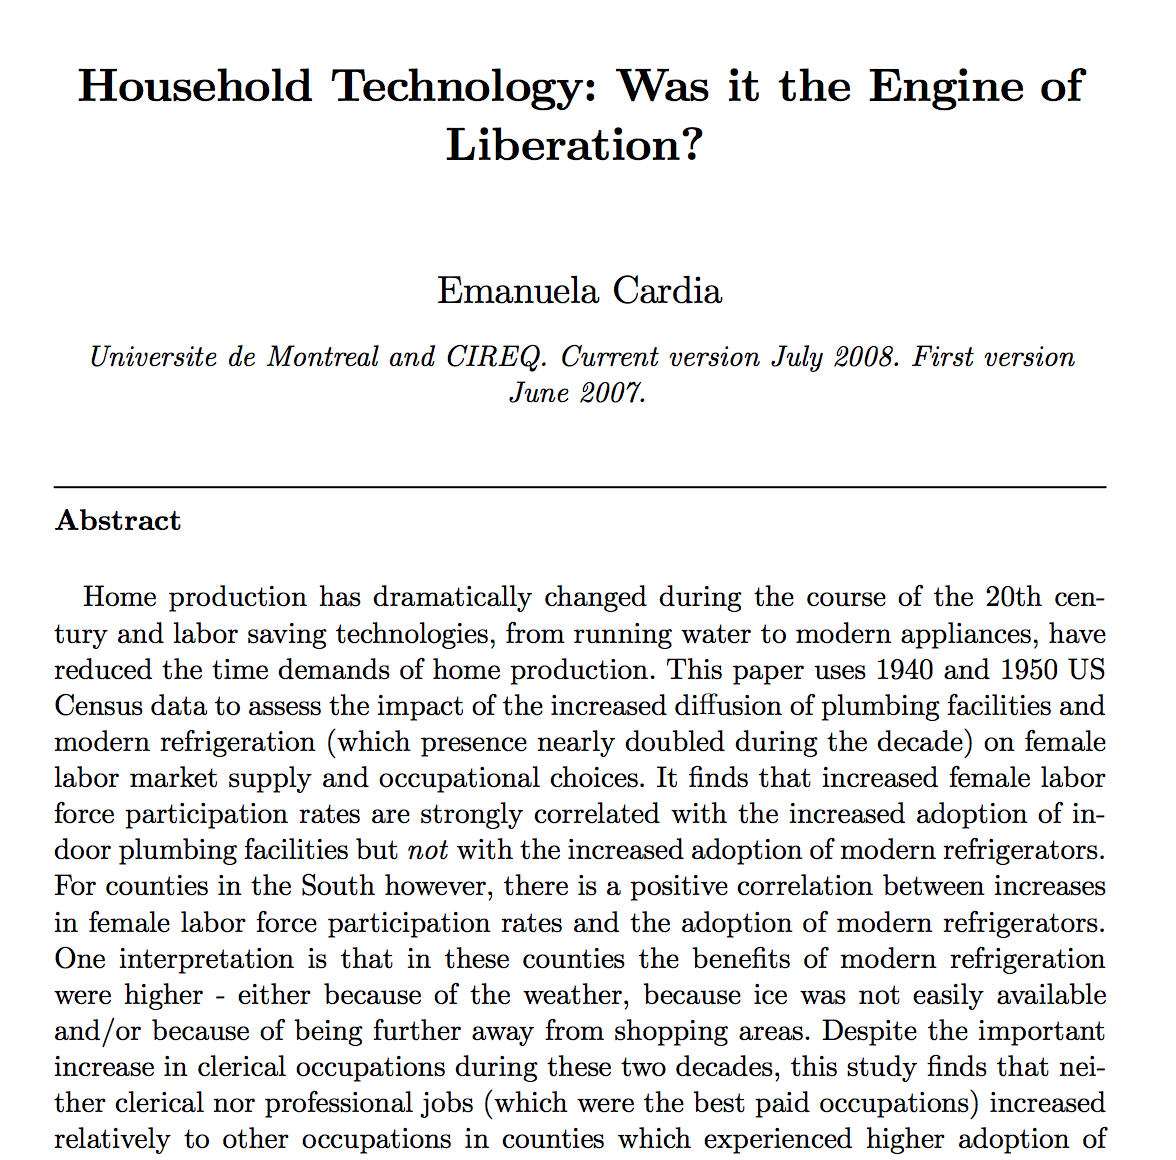 Household Technology: Was it the Engine of
Liberation?
Emanuela Cardia
Universite de Montreal and CIREQ. Current version July 2008. First version
June 2007.
Abstract
Home production has dramatically changed during the course of the 20th cen-
tury and labor saving technologies, from running water to modern appliances, have
reduced the time demands of home production. This paper uses 1940 and 1950 US
Census data to assess the impact of the increased diffusion of plumbing facilities and
modern refrigeration (which presence nearly doubled during the decade) on female
labor market supply and occupational choices. It finds that increased female labor
force participation rates are strongly correlated with the increased adoption of in-
door plumbing facilities but not with the increased adoption of modern refrigerators.
For counties in the South however, there is a positive correlation between increases
in female labor force participation rates and the adoption of modern refrigerators.
One interpretation is that in these counties the benefits of modern refrigeration
were higher - either because of the weather, because ice was not easily available
and/or because of being further away from shopping areas. Despite the important
increase in clerical occupations during these two decades, this study finds that nei-
ther clerical nor professional jobs (which were the best paid occupations) increased
relatively to other occupations in counties which experienced higher adoption of